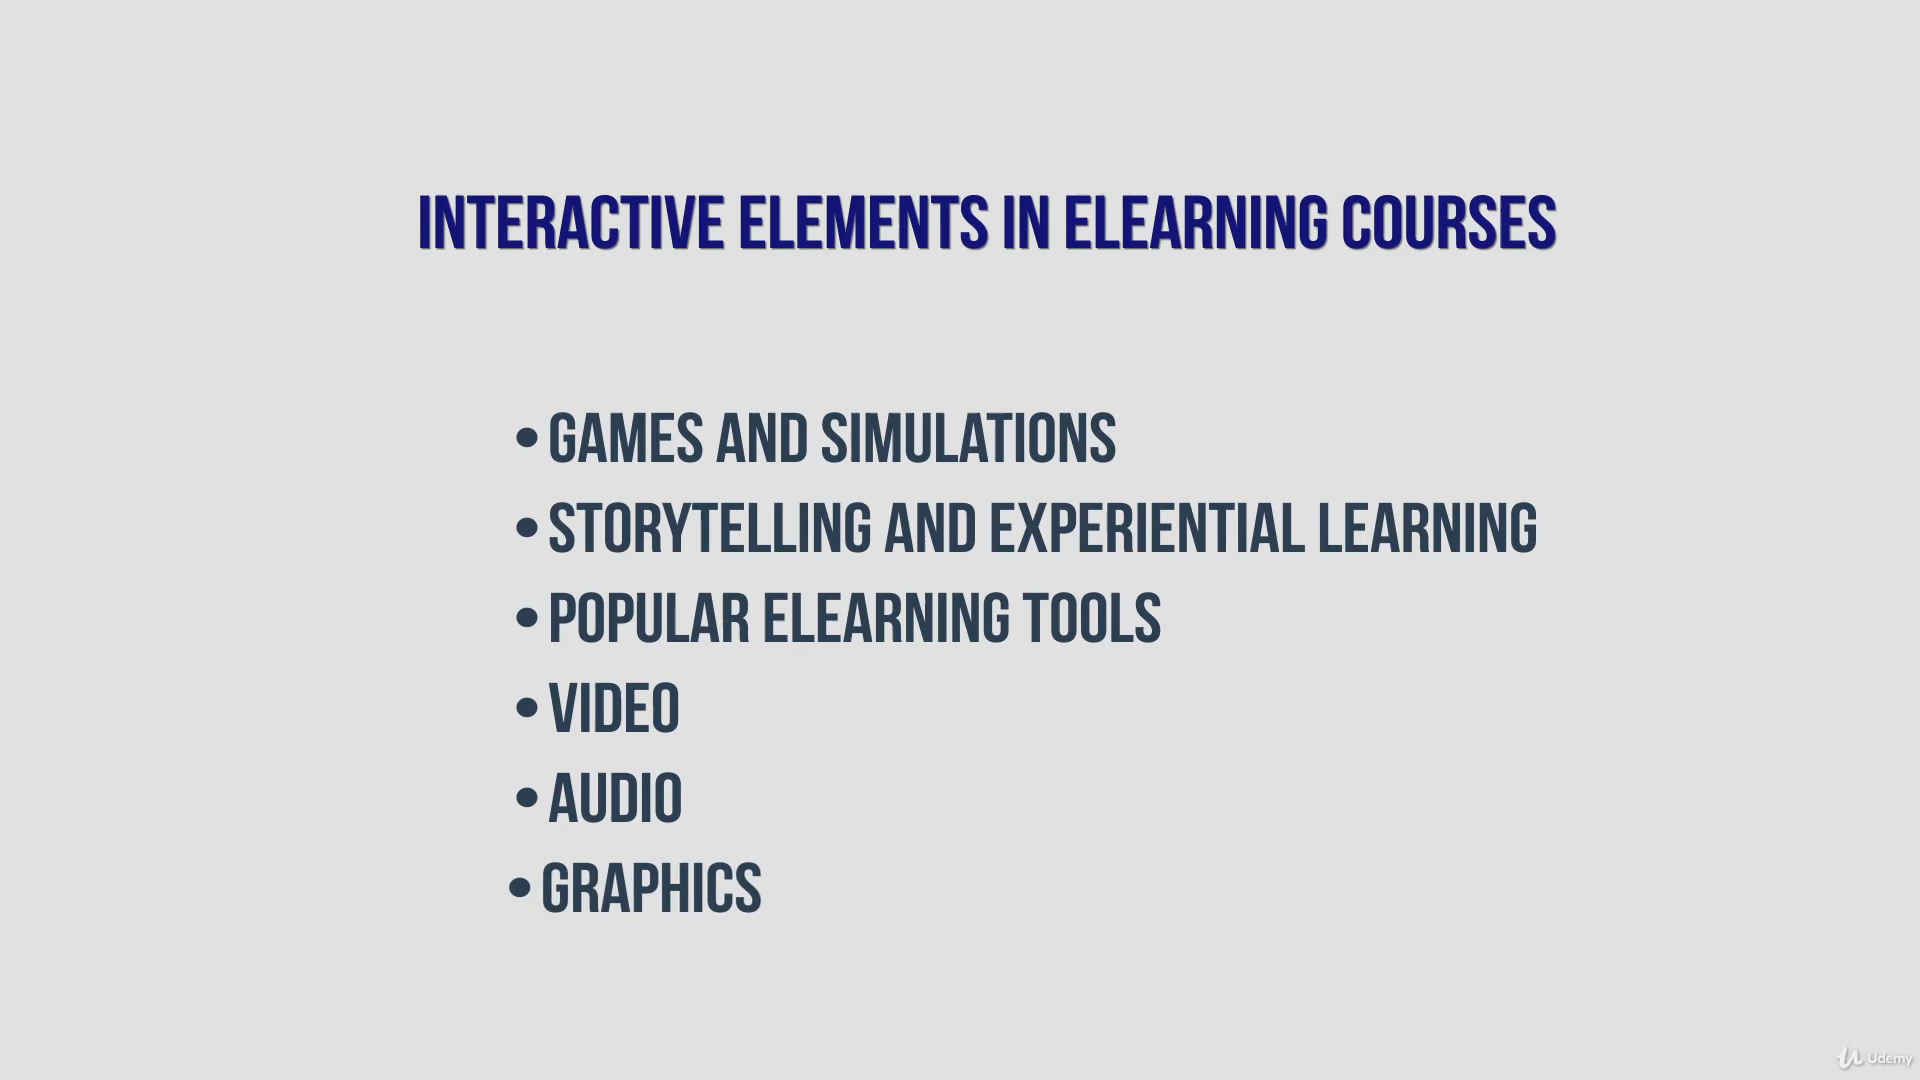 INTERACTIVE ELEMENTS IN ELEARNING COURSES
• GAMES AND SIMULATIONS
• STORYTELLING AND EXPERIENTIAL LEARNING
• POPULAR ELEARNING TOOLS
• VIDEO
• AUDIO
• GRAPHICS
Udemy